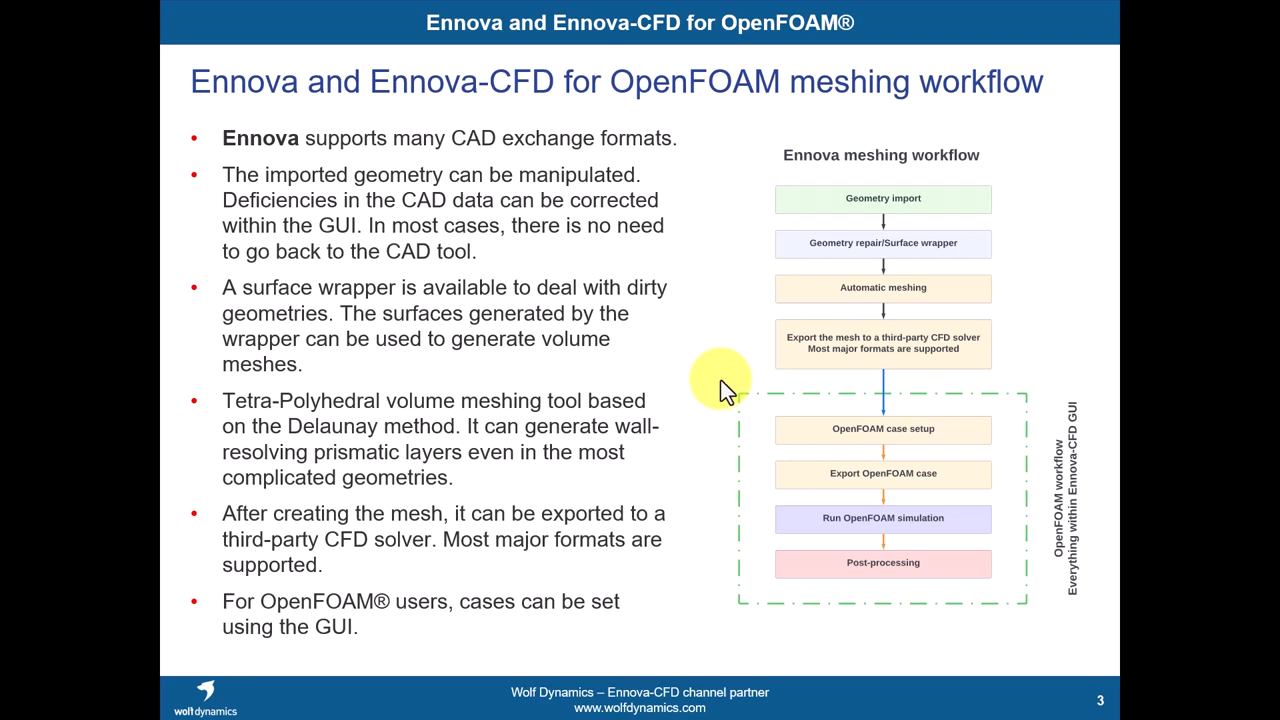 Ennova and Ennova-CFD for OpenFOAM®
Ennova and Ennova-CFD for OpenFOAM meshing workflow
• Ennova supports many CAD exchange formats.
• The imported geometry can be manipulated.
Deficiencies in the CAD data can be corrected
within the GUI. In most cases, there is no need
to go back to the CAD tool.
• A surface wrapper is available to deal with dirty
geometries. The surfaces generated by the
wrapper can be used to generate volume
meshes.
• Tetra-Polyhedral volume meshing tool based
on the Delaunay method. It can generate wall-
resolving prismatic layers even in the most
complicated geometries.
• After creating the mesh, it can be exported to a
third-party CFD solver. Most major formats are
supported.
• For OpenFOAM® users, cases can be set
using the GUI.
Ennova meshing workflow
Geometry import
Geometry repair/Surface wrapper
Automatic meshing
Export the mesh to a third-party CFD solver
Most major formats are supported
OpenFOAM case setup
Export OpenFOAM case
Run OpenFOAM simulation
Post-processing
OpenFOAM workflow
Everything within Ennova-CFD GUI
wolf dynamics
Wolf Dynamics – Ennova-CFD channel partner
www.wolfdynamics.com
3